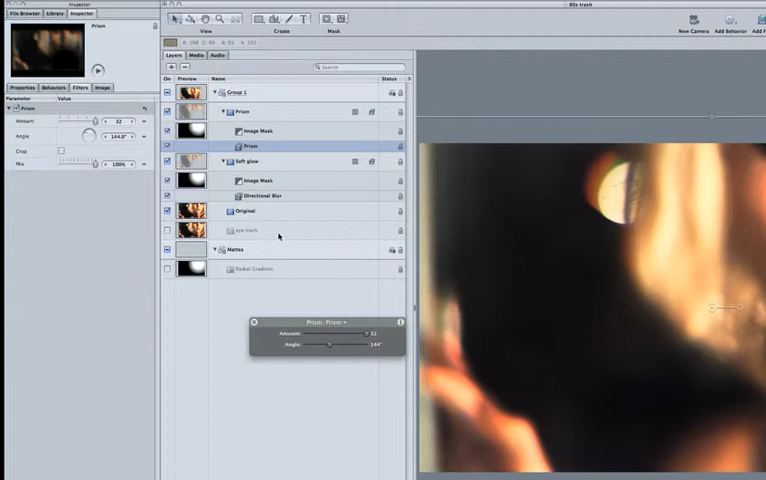 Inspector
80s trash
File Browser
Library
Inspector
Prism
View
Create
Mask
New Camera
Add Behavior
Add F
Layers
Media
Audio
Search
On
Preview
Name
Status
Properties
Behaviors
Filters
Image
Parameter
Value
Prism
Amount
32
Angle
144.0°
Crop
Mix
100%
Group 1
Prism
Image Mask
Prism
Soft glow
Image Mask
Directional Blur
Original
eye track
Mattes
Radial Gradient
Prism: Prism
Amount:
32
Angle:
144°